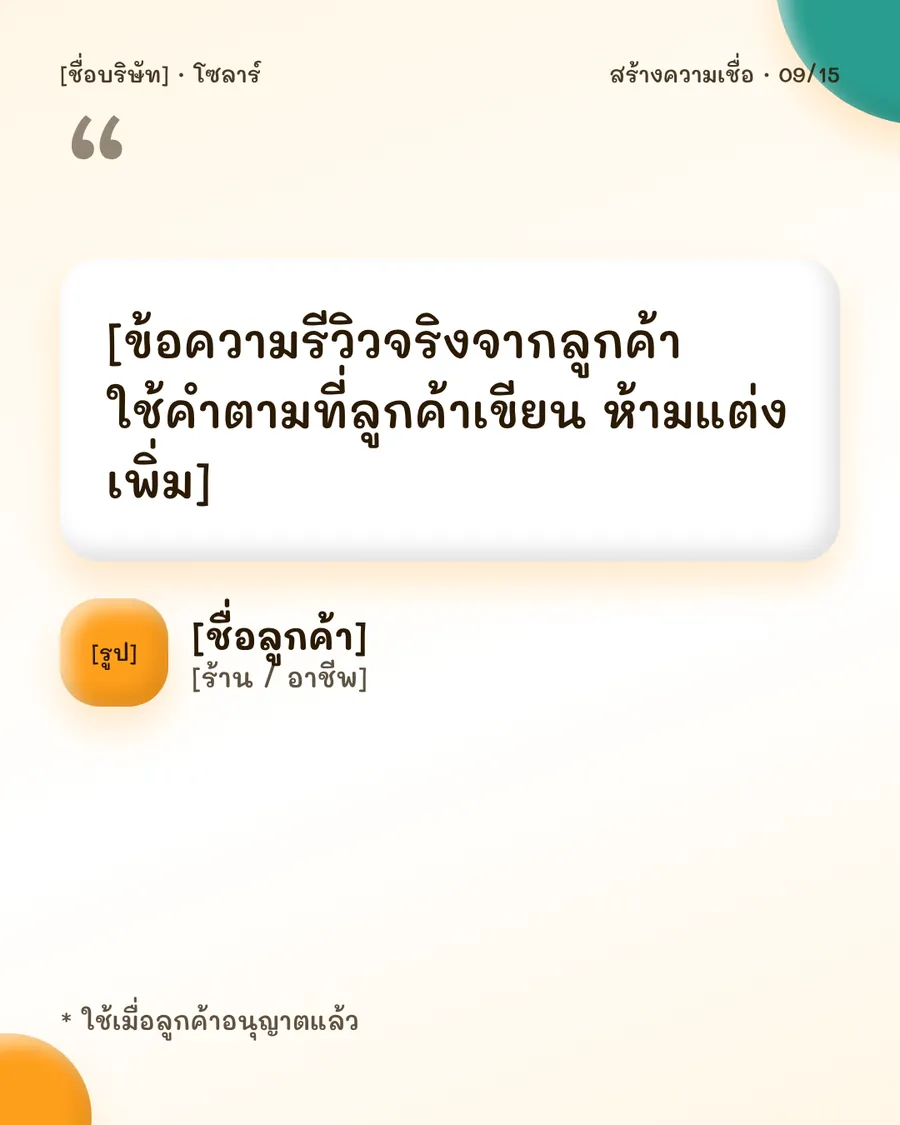 [ชื่อบริษัท] · โซลาร์
สร้างความเชื่อ · 09/15
“
[ข้อความรีวิวจริงจากลูกค้า
ใช้คำตามที่ลูกค้าเขียน ห้ามแต่ง
เพิ่ม]
[รูป]
[ชื่อลูกค้า]
[ร้าน / อาชีพ]
* ใช้เมื่อลูกค้าอนุญาตแล้ว